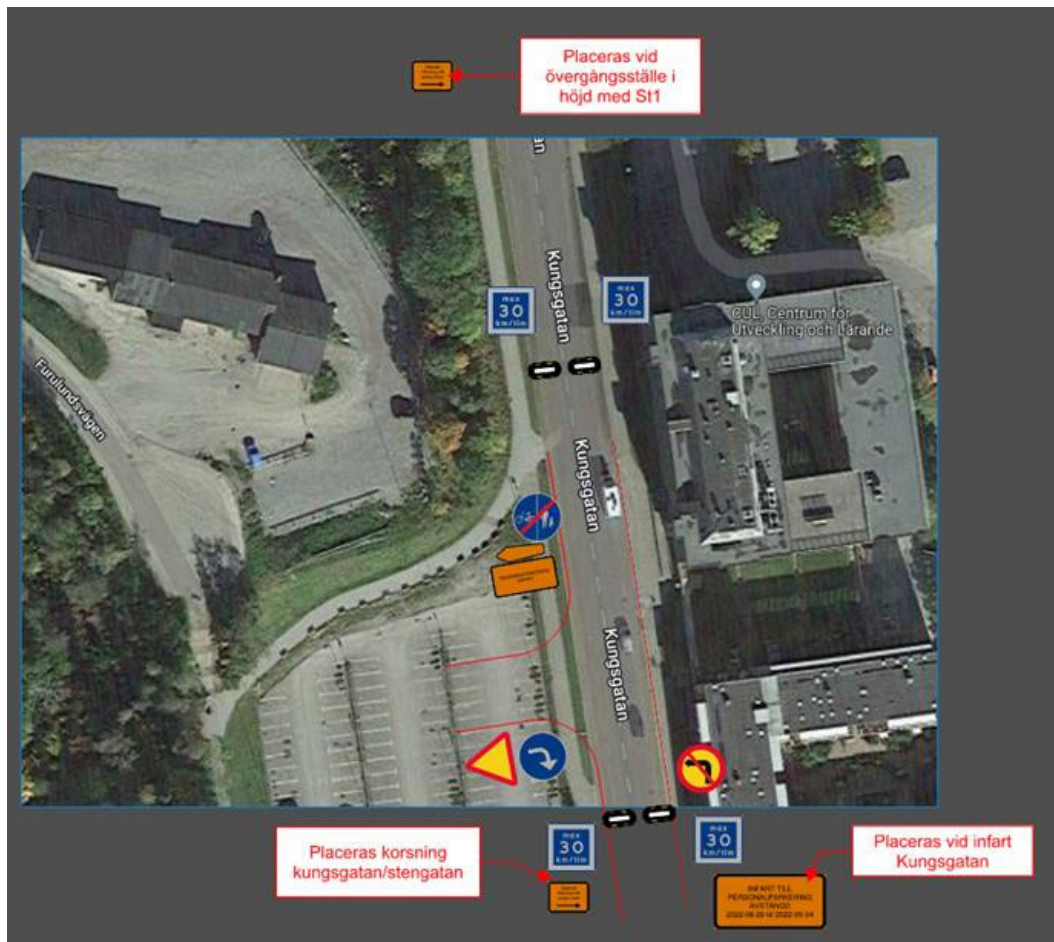 Placeras vid
övergångsställe i
höjd med St1
an
Kungsgatan
max
30
km/tim
max
30
km/tim
CUL, Centrum för
Utveckling och Lärande
Furulundsvägen
Kungsgatan
Kungsgatan
Placeras korsning
kungsgatan/stengatan
max
30
km/tim
max
30
km/tim
Placeras vid infart
Kungsgatan
INFART TILL
PERSONALPARKERING
AVSTÄNGD